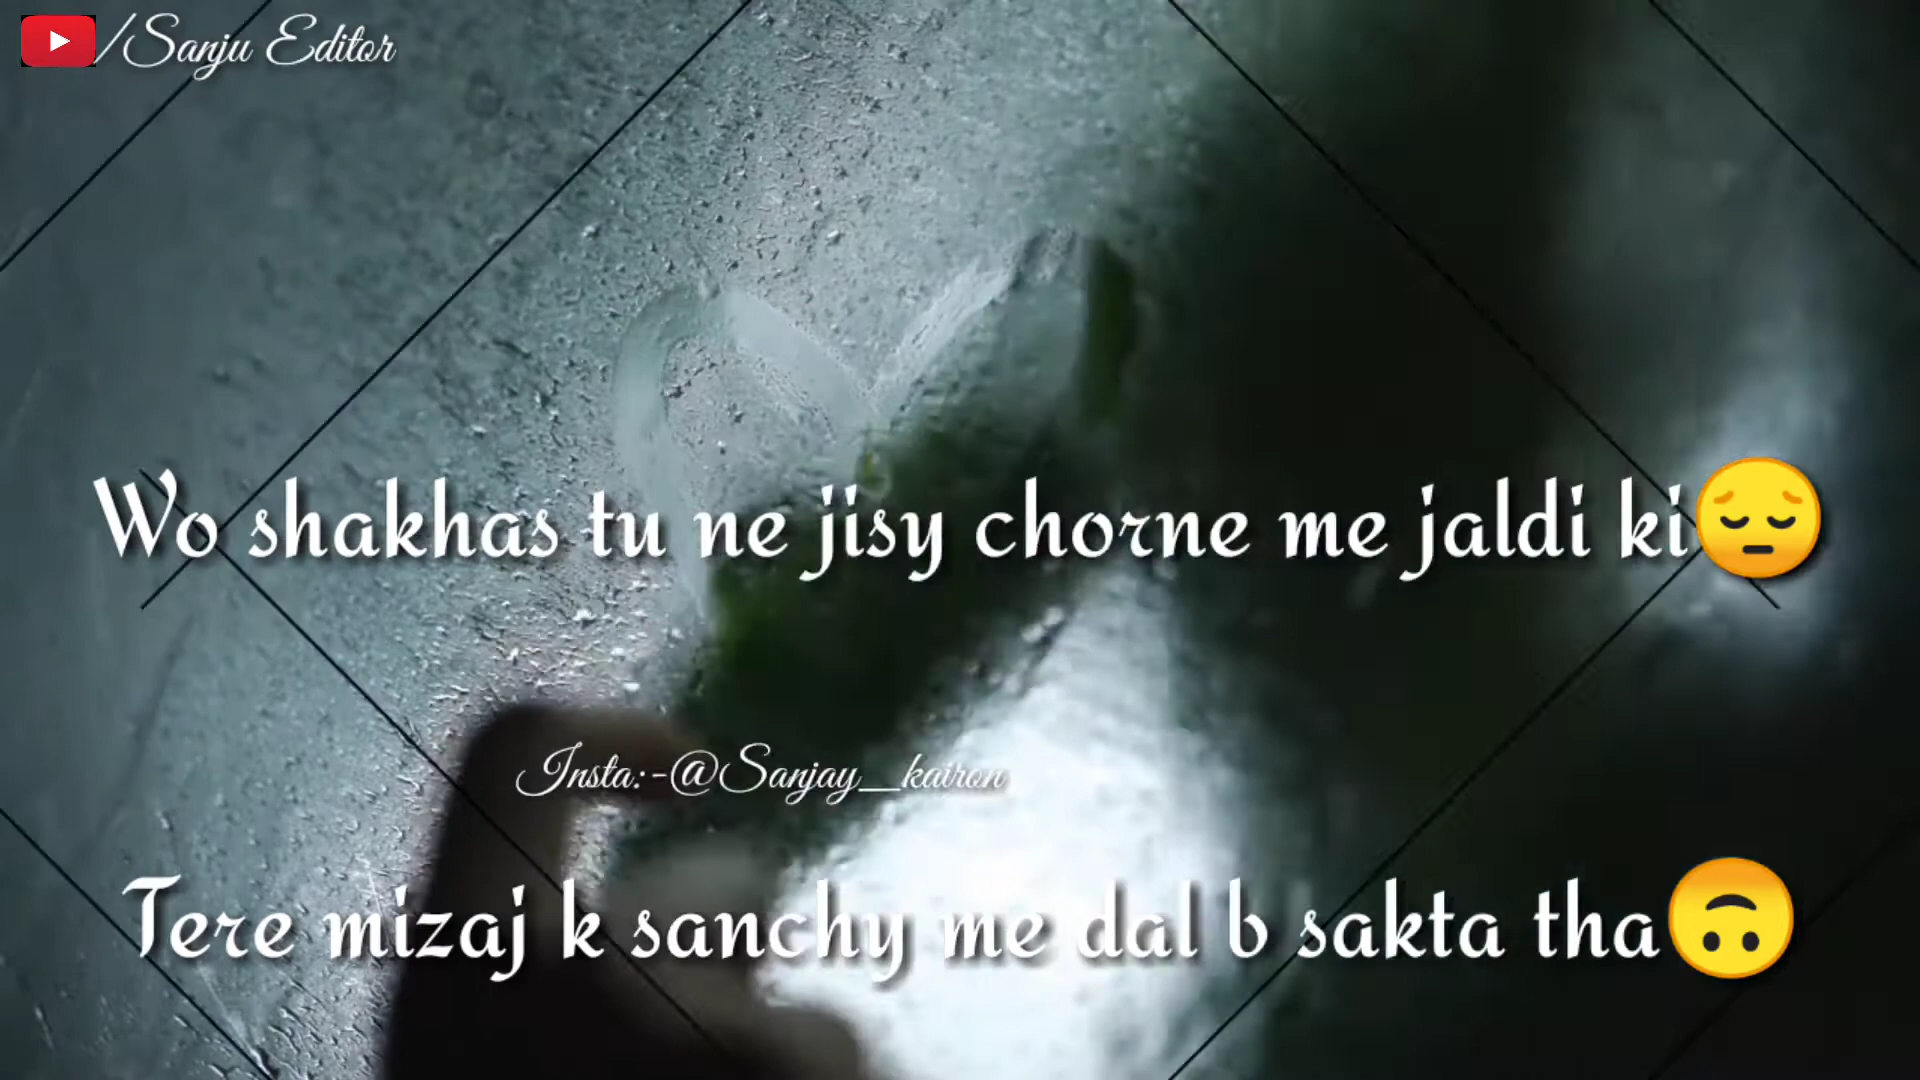 /Sanju Editor
Wo shakhas tu ne jisy chorne me jaldi ki😔
Insta:-@Sanjay__kairon
Tere mizaj k sanchy me dal b sakta tha🙃